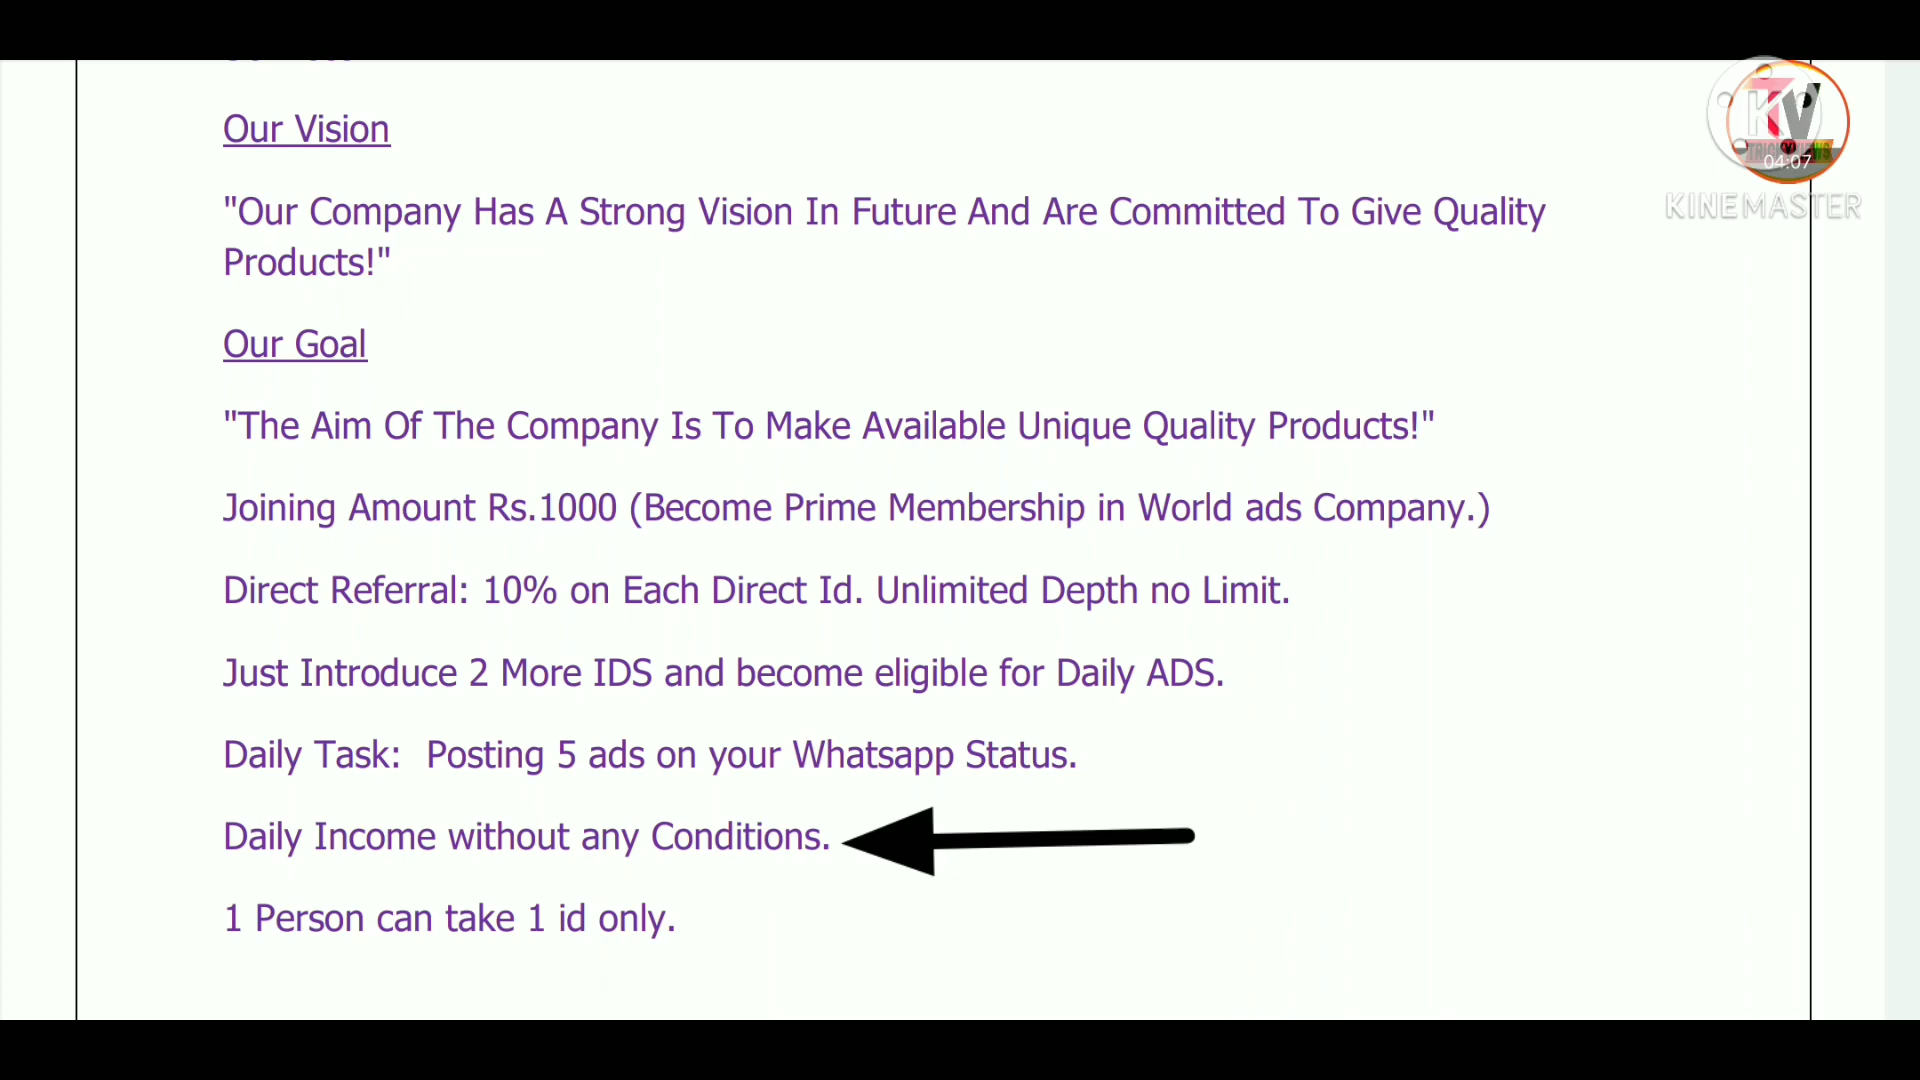 Our Vision
"Our Company Has A Strong Vision In Future And Are Committed To Give Quality
Products!"
Our Goal
"The Aim Of The Company Is To Make Available Unique Quality Products!"
Joining Amount Rs.1000 (Become Prime Membership in World ads Company.)
Direct Referral: 10% on Each Direct Id. Unlimited Depth no Limit.
Just Introduce 2 More IDS and become eligible for Daily ADS.
Daily Task:  Posting 5 ads on your Whatsapp Status.
Daily Income without any Conditions.
1 Person can take 1 id only.
04:07
KINEMASTER